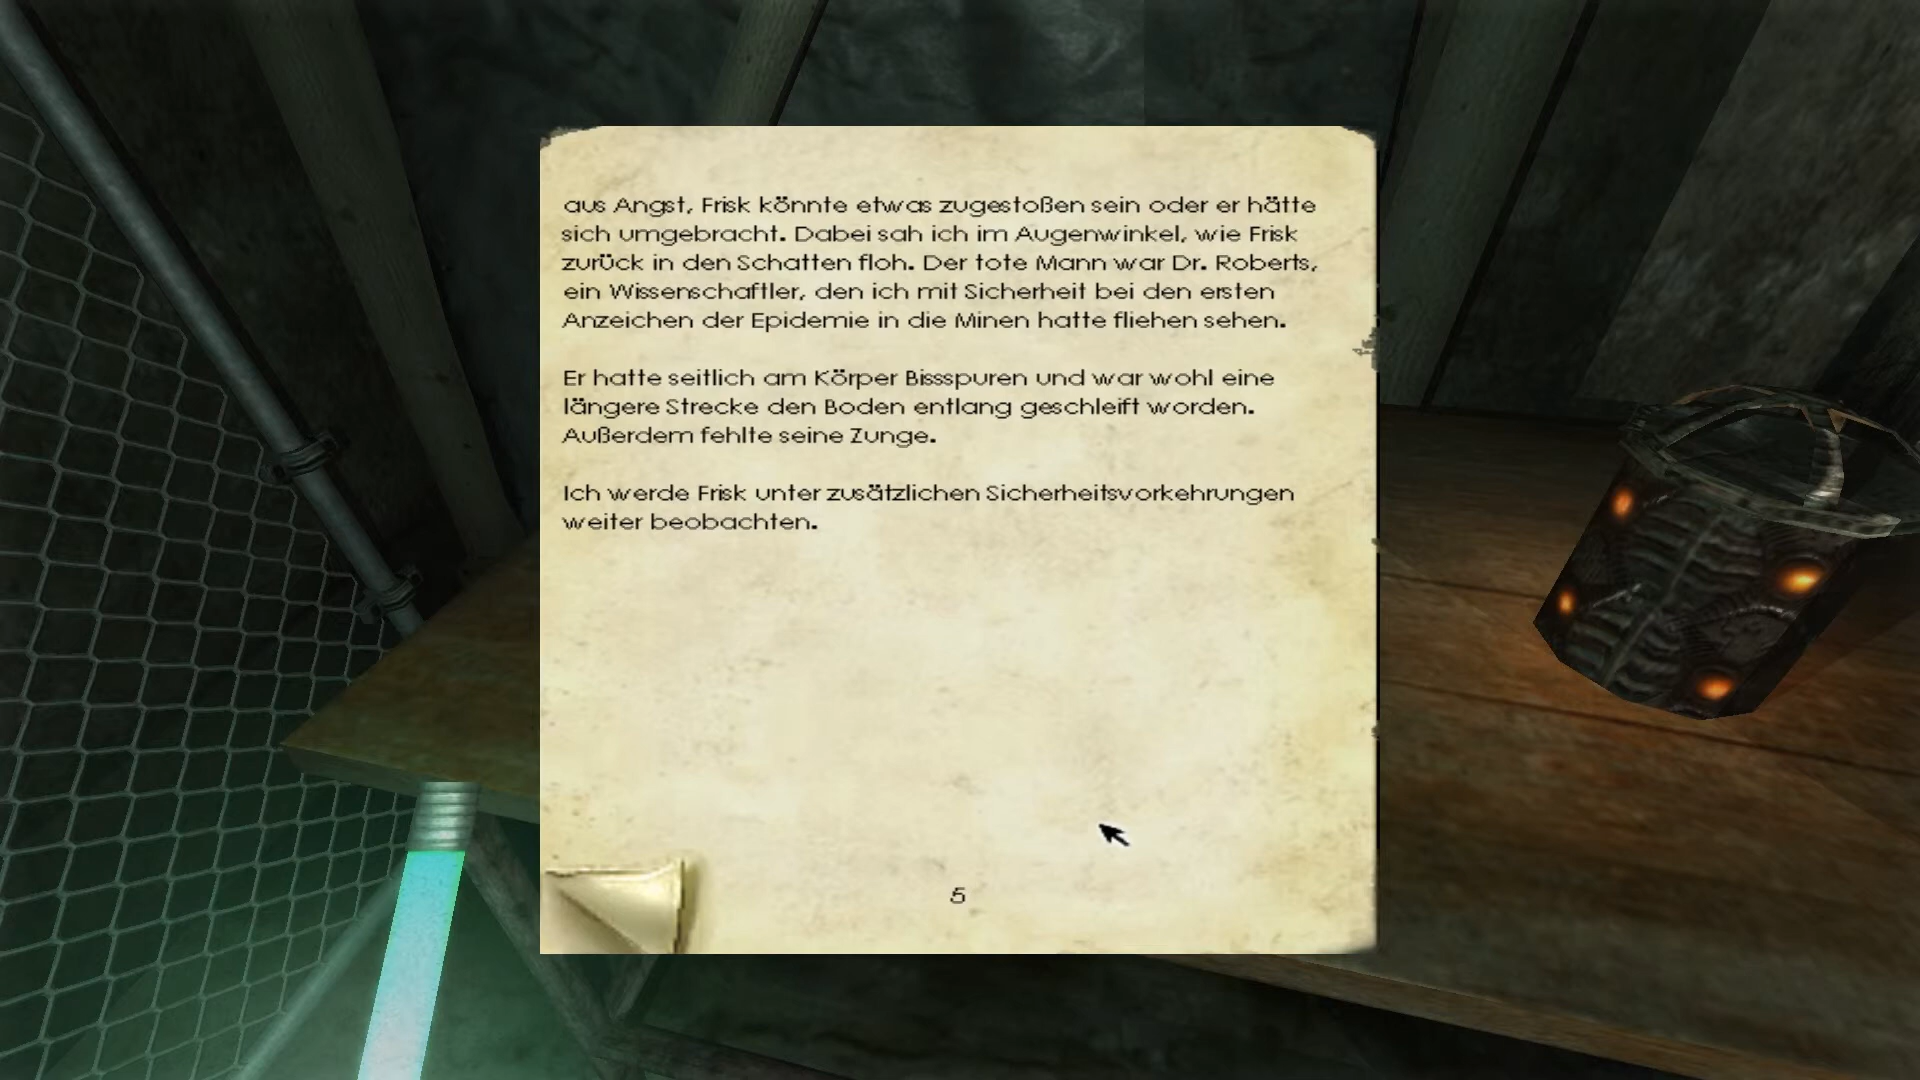 aus Angst, Frisk könnte etwas zugestoßen sein oder er hätte
sich umgebracht. Dabei sah ich im Augenwinkel, wie Frisk
zurück in den Schatten floh. Der tote Mann war Dr. Roberts,
ein Wissenschaftler, den ich mit Sicherheit bei den ersten
Anzeichen der Epidemie in die Minen hatte fliehen sehen.
Er hatte seitlich am Körper Bissspuren und war wohl eine
längere Strecke den Boden entlang geschleift worden.
Außerdem fehlte seine Zunge.
Ich werde Frisk unter zusätzlichen Sicherheitsvorkehrungen
weiter beobachten.
5